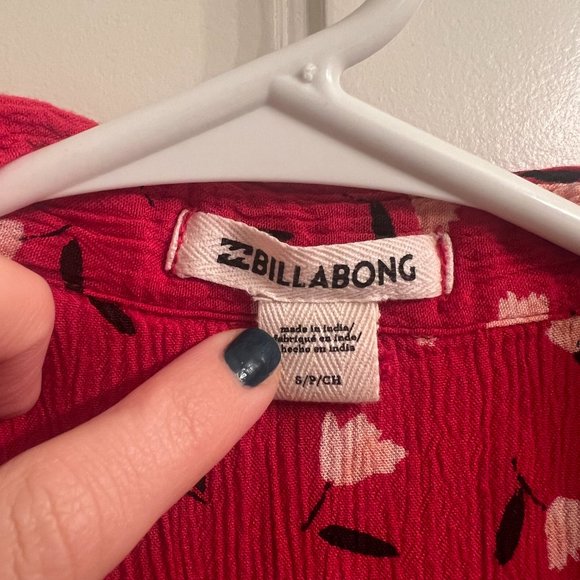 BILLABONG
made in india/
fabriqué en inde/
hecho en india
S/P/CH